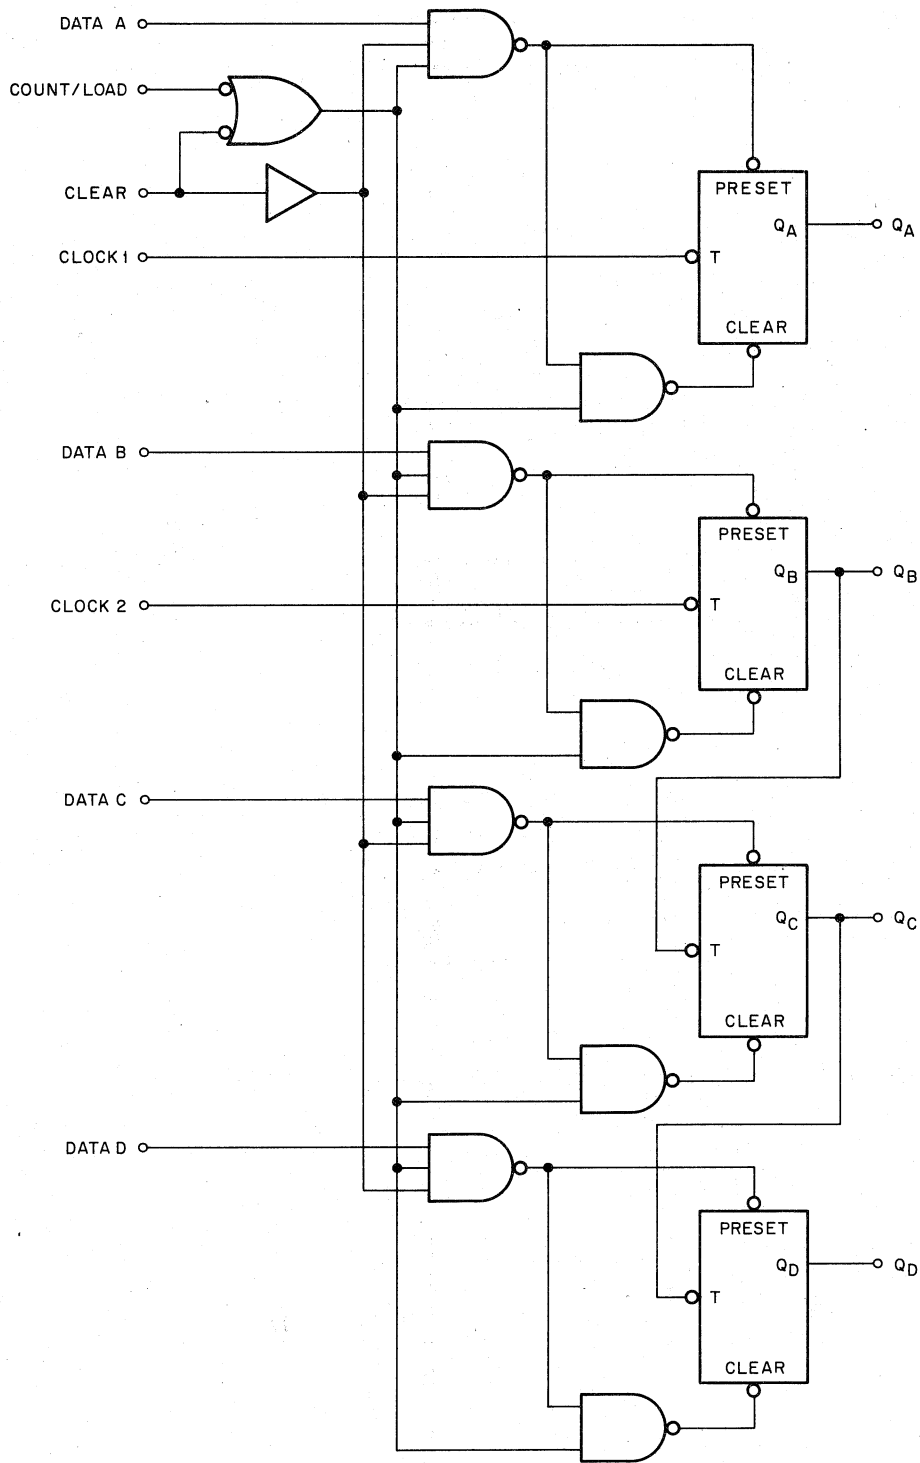 DATA A
COUNT/LOAD
CLEAR
PRESET
QA
QA
CLOCK 1
T
CLEAR
DATA B
PRESET
QB
QB
CLOCK 2
T
CLEAR
DATA C
PRESET
QC
QC
T
CLEAR
DATA D
PRESET
QD
QD
T
CLEAR